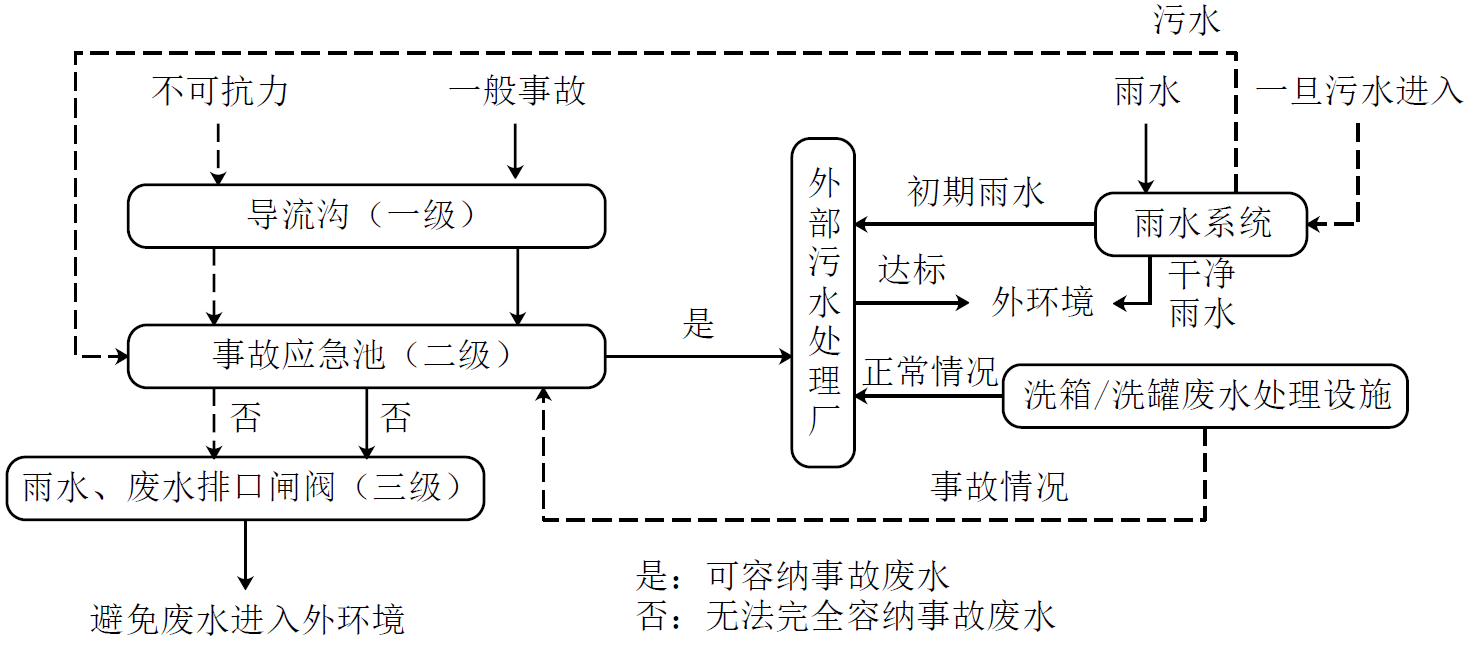 污水
不可抗力
一般事故
雨水
一旦污水进入
导流沟（一级）
外部污水处理厂
初期雨水
雨水系统
达标
外环境
干净
雨水
事故应急池（二级）
是
正常情况
洗箱/洗罐废水处理设施
否
否
雨水、废水排口闸阀（三级）
事故情况
避免废水进入外环境
是：可容纳事故废水
否：无法完全容纳事故废水